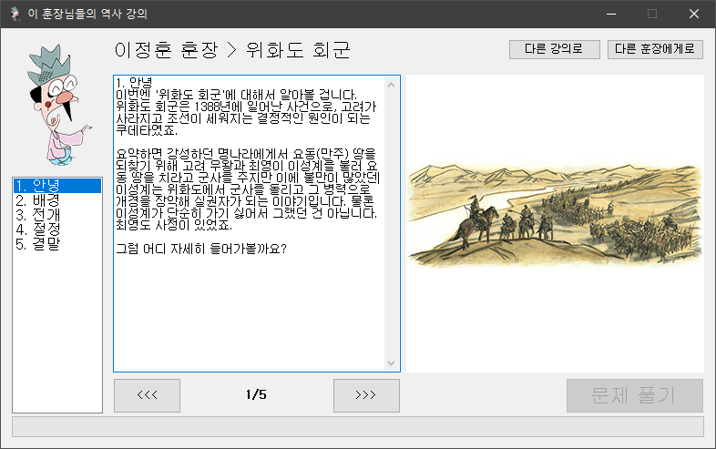 이 훈장님들의 역사 강의
이정훈 훈장 > 위화도 회군
다른 강의로
다른 훈장에게로
1. 안녕
2. 배경
3. 전개
4. 절정
5. 결말
1. 안녕
이번엔 '위화도 회군'에 대해서 알아볼 겁니다.
위화도 회군은 1388년에 일어난 사건으로, 고려가
사라지고 조선이 세워지는 결정적인 원인이 되는
쿠데타였죠.
요약하면 강성하던 명나라에게서 요동(만주) 땅을
되찾기 위해 고려 우왕과 최영이 이성계를 불러 요
동 땅을 치라고 군사를 주지만 이에 불만이 많았던
이성계는 위화도에서 군사를 돌리고 그 병력으로
개경을 장악해 실권자가 되는 이야기입니다. 물론
이성계가 단순히 가기 싫어서 그랬던 건 아닙니다.
최영도 사정이 있었죠.
그럼 어디 자세히 들어가볼까요?
<<<
1/5
>>>
문제 풀기